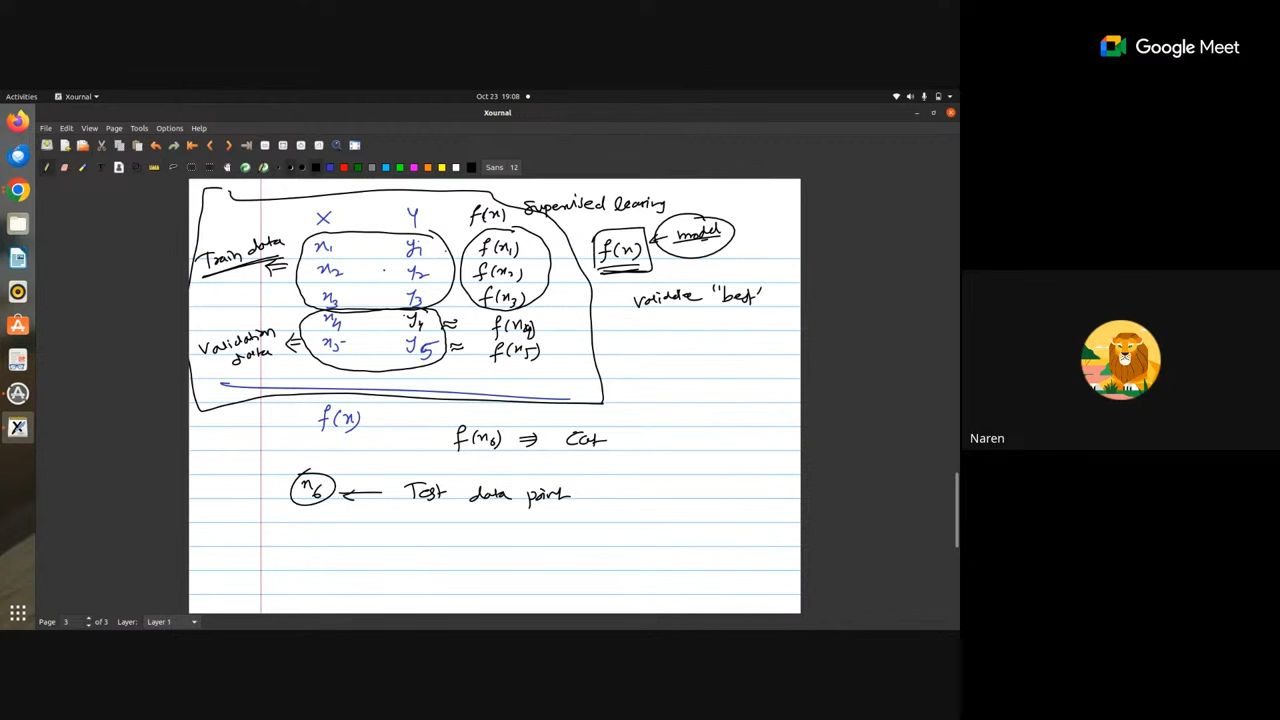 Google Meet
Activities Xournal Oct 23 19:08
Xournal
File Edit View Page Tools Options Help
Sans 12
Supervised learning
X Y f(x)
Train data
x1 y1 f(x1)
x2 y2 f(x2)
x3 y3 f(x3)
f(x) model
validate "best"
Validation data
x4 y4 ≈ f(x4)
x5 y5 ≈ f(x5)
f(x)
f(x6) ⇒ Cat
x6 ← Test data point
Naren
Page 3 of 3 Layer: Layer 1